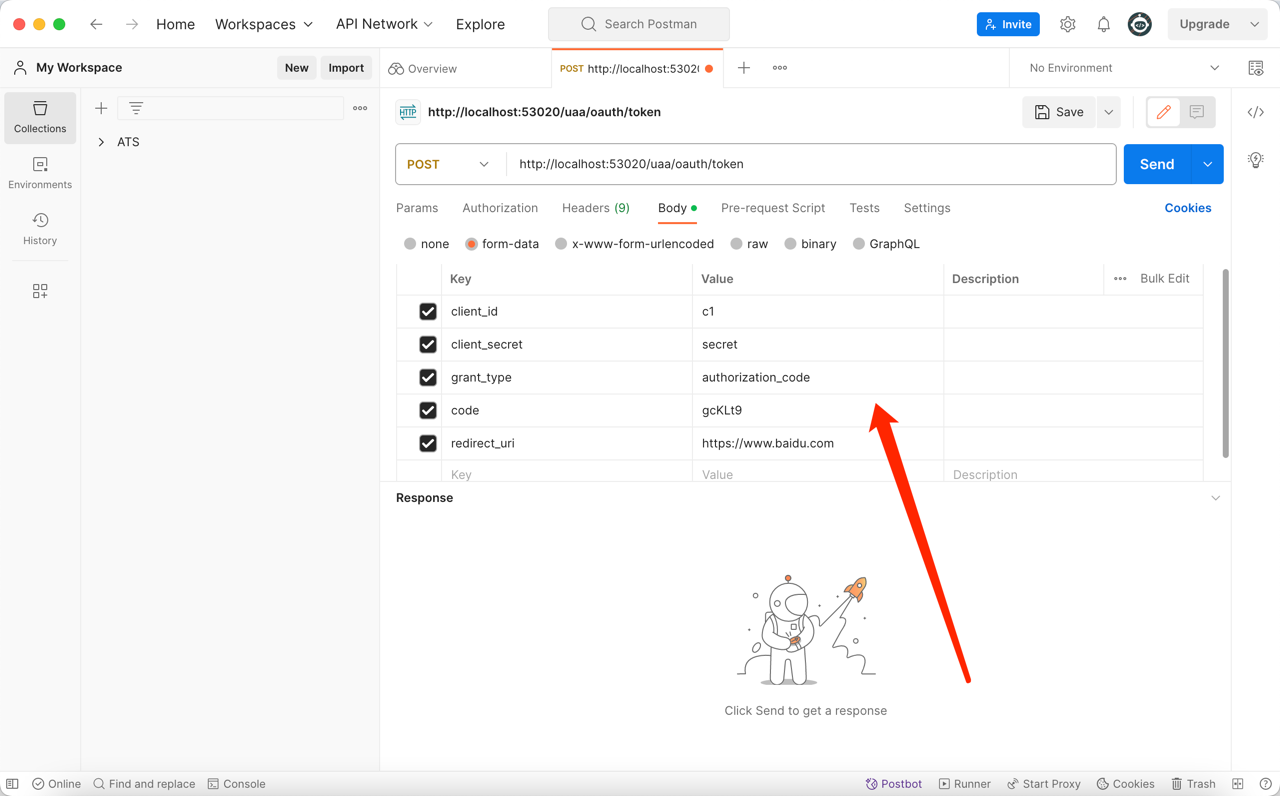 Home Workspaces API Network Explore Search Postman Invite Upgrade
My Workspace New Import Overview POST http://localhost:5302 No Environment
Collections
Environments
History
ATS
HTTP http://localhost:53020/uaa/oauth/token Save
POST http://localhost:53020/uaa/oauth/token Send
Params Authorization Headers (9) Body Pre-request Script Tests Settings Cookies
none form-data x-www-form-urlencoded raw binary GraphQL
Key Value Description Bulk Edit
client_id c1
client_secret secret
grant_type authorization_code
code gcKLt9
redirect_uri https://www.baidu.com
Key Value Description
Response
Click Send to get a response
Online Find and replace Console Postbot Runner Start Proxy Cookies Trash